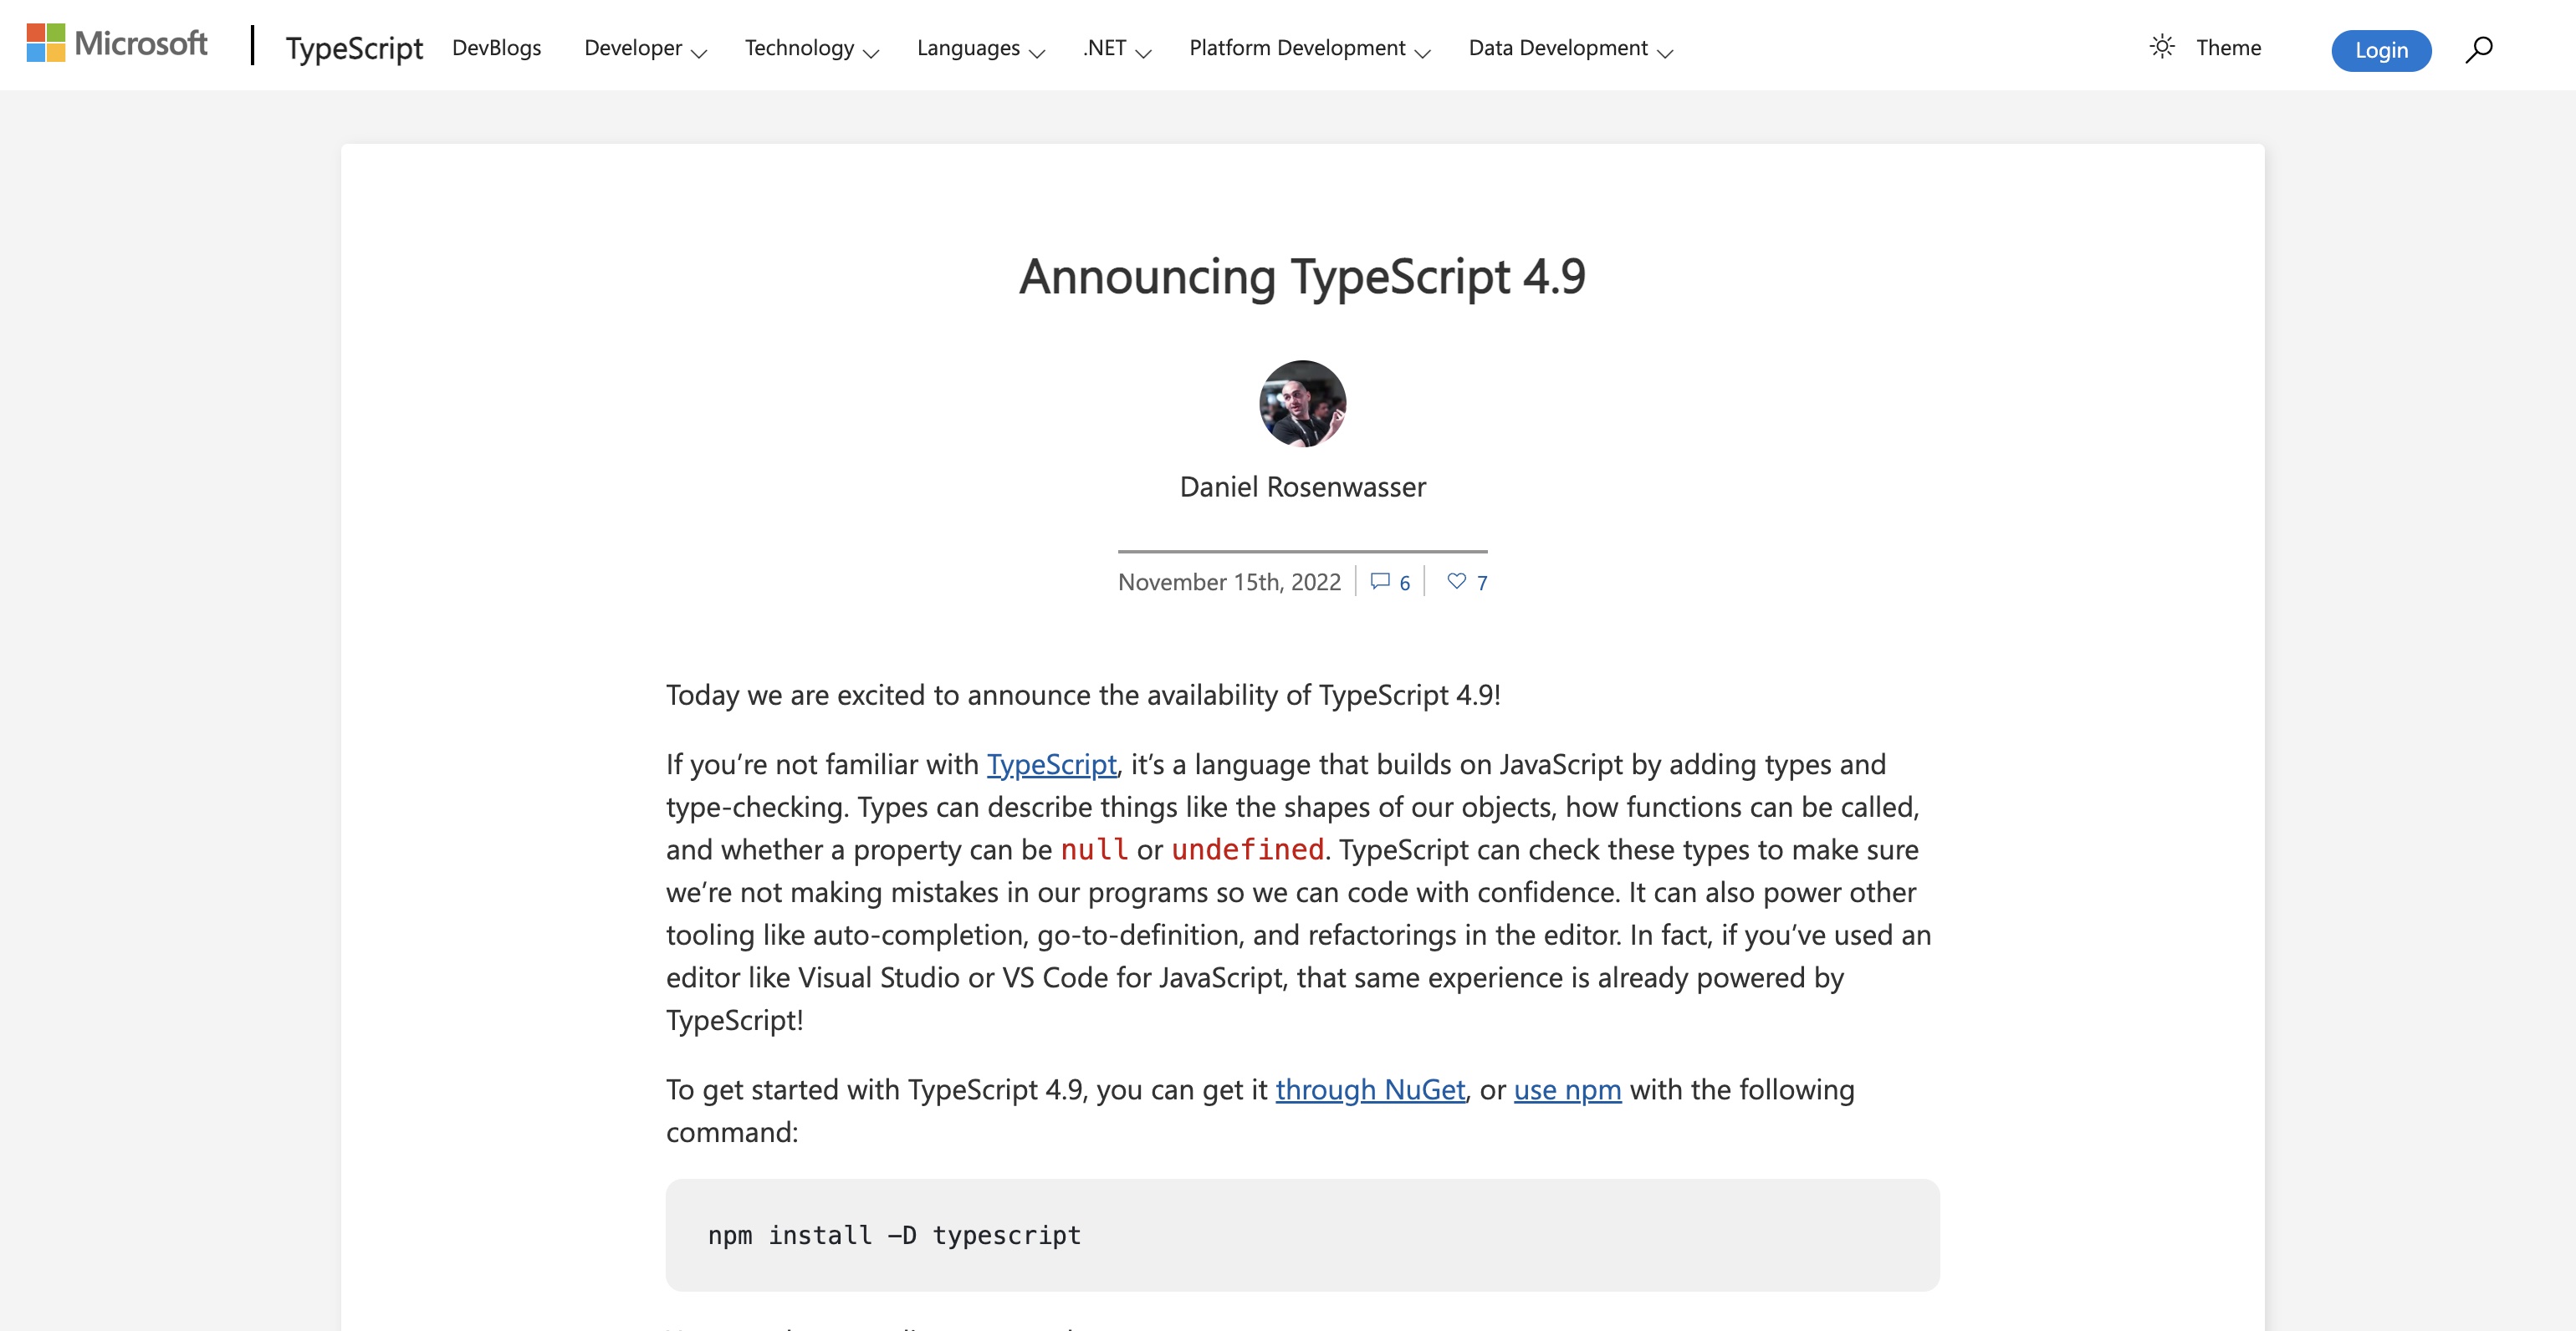 Microsoft
TypeScript DevBlogs Developer Technology Languages .NET Platform Development Data Development Theme Login
Announcing TypeScript 4.9
Daniel Rosenwasser
November 15th, 2022 6 7
Today we are excited to announce the availability of TypeScript 4.9!
If you’re not familiar with TypeScript, it’s a language that builds on JavaScript by adding types and
type-checking. Types can describe things like the shapes of our objects, how functions can be called,
and whether a property can be null or undefined. TypeScript can check these types to make sure
we’re not making mistakes in our programs so we can code with confidence. It can also power other
tooling like auto-completion, go-to-definition, and refactorings in the editor. In fact, if you’ve used an
editor like Visual Studio or VS Code for JavaScript, that same experience is already powered by
TypeScript!
To get started with TypeScript 4.9, you can get it through NuGet, or use npm with the following
command:
npm install -D typescript